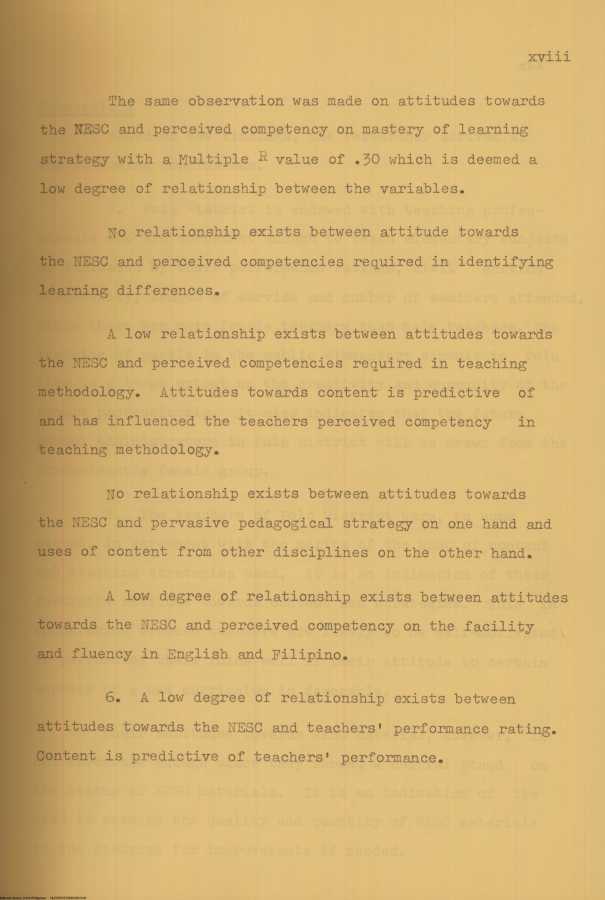 xviii
The same observation was made on attitudes towards
the NESC and perceived competency on mastery of learning
strategy with a Multiple R value of .30 which is deemed a
low degree of relationship between the variables.
No relationship exists between attitude towards
the NESC and perceived competencies required in identifying
learning differences.
A low relationship exists between attitudes towards
the NESC and perceived competencies required in teaching
methodology. Attitudes towards content is predictive of
and has influenced the teachers perceived competency in
teaching methodology.
No relationship exists between attitudes towards
the NESC and pervasive pedagogical strategy on one hand and
uses of content from other disciplines on the other hand.
A low degree of relationship exists between attitudes
towards the NESC and perceived competency on the facility
and fluency in English and Filipino.
6. A low degree of relationship exists between
attitudes towards the NESC and teachers' performance rating.
Content is predictive of teachers' performance.